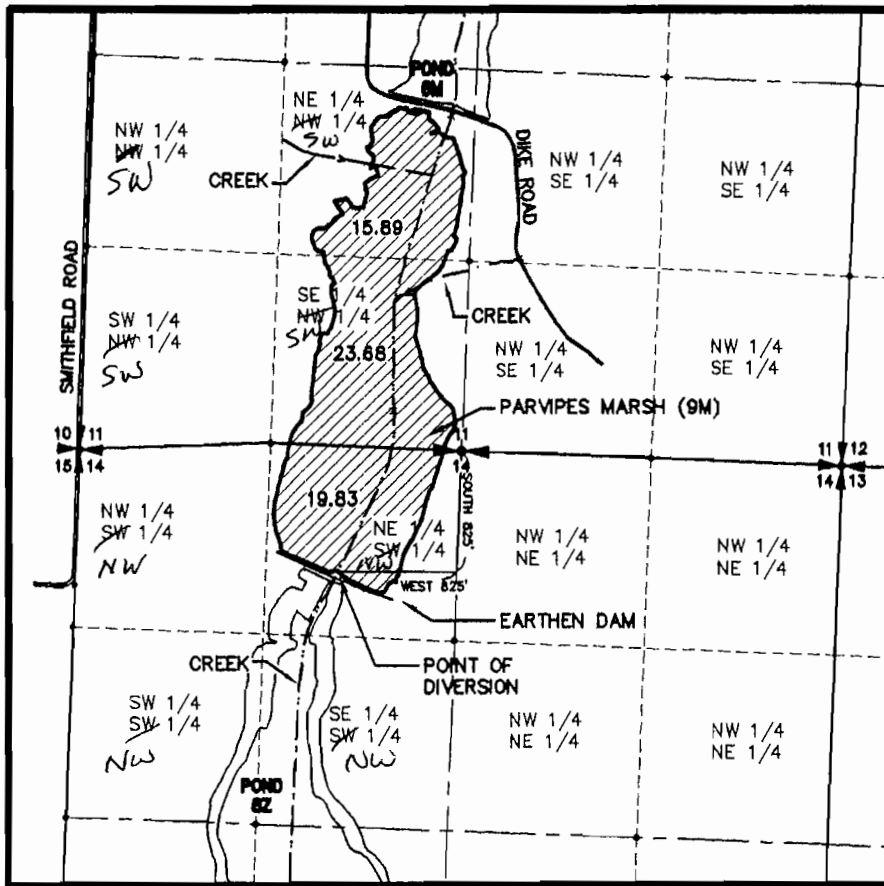 POND
6M
NE 1/4
NW 1/4
SW
NW 1/4
NW 1/4
SW
CREEK
DIKE ROAD
NW 1/4
SE 1/4
NW 1/4
SE 1/4
15.89
SMITHFIELD ROAD
SE 1/4
NW 1/4
SW
CREEK
SW 1/4
NW 1/4
SW
23.68
NW 1/4
SE 1/4
NW 1/4
SE 1/4
PARVIPES MARSH (9M)
10 11
15 14
11
14
11 12
14 13
SOUTH 825'
19.83
NW 1/4
SW 1/4
NW
NE 1/4
SW 1/4
NW
NW 1/4
NE 1/4
NW 1/4
NE 1/4
WEST 825'
EARTHEN DAM
CREEK
POINT OF
DIVERSION
SW 1/4
SW 1/4
NW
SE 1/4
SW 1/4
NW
NW 1/4
NE 1/4
NW 1/4
NE 1/4
POND
8Z